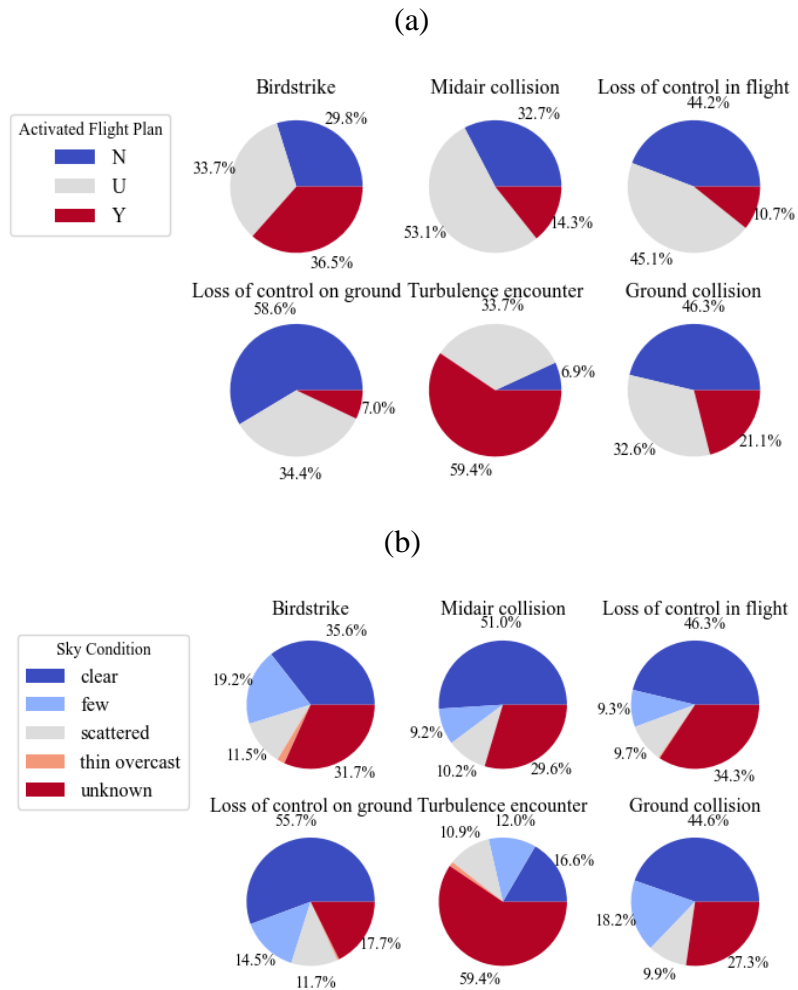 (a)
Birdstrike
Midair collision
Loss of control in flight
Activated Flight Plan
N
U
Y
29.8%
33.7%
36.5%
32.7%
53.1%
14.3%
44.2%
45.1%
10.7%
Loss of control on ground
Turbulence encounter
Ground collision
58.6%
34.4%
7.0%
6.9%
33.7%
59.4%
46.3%
32.6%
21.1%
(b)
Birdstrike
Midair collision
Loss of control in flight
Sky Condition
clear
few
scattered
thin overcast
unknown
35.6%
19.2%
11.5%
31.7%
51.0%
9.2%
10.2%
29.6%
46.3%
9.3%
9.7%
34.3%
Loss of control on ground
Turbulence encounter
Ground collision
55.7%
14.5%
11.7%
17.7%
16.6%
12.0%
10.9%
59.4%
44.6%
18.2%
9.9%
27.3%